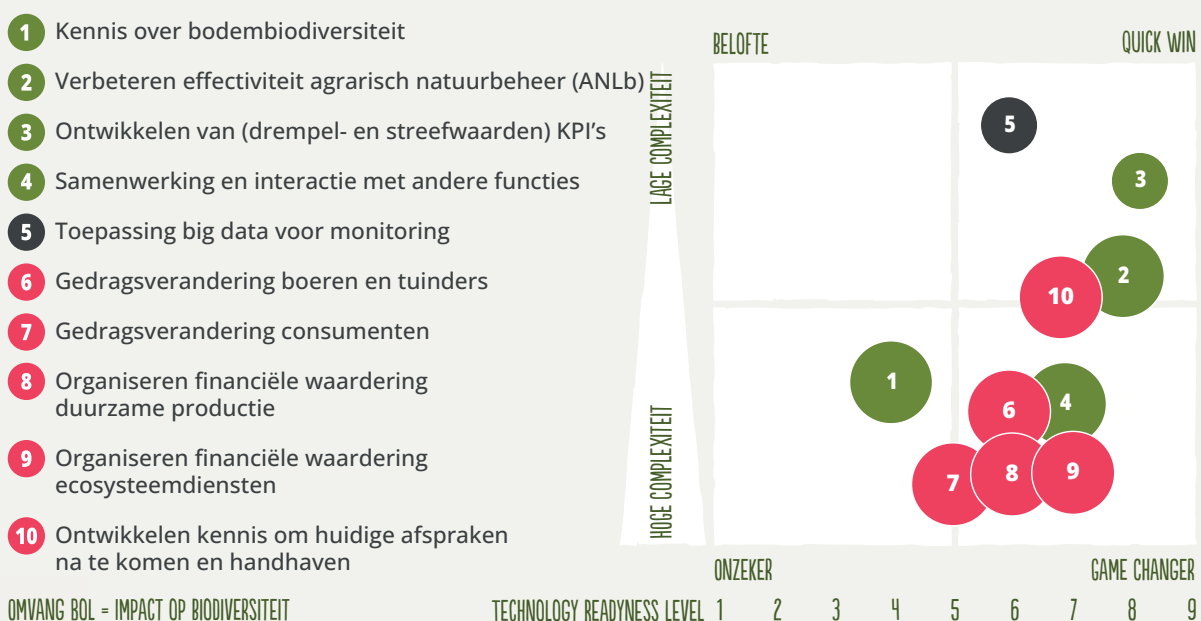 1 Kennis over bodembiodiversiteit
2 Verbeteren effectiviteit agrarisch natuurbeheer (ANLb)
3 Ontwikkelen van (drempel- en streefwaarden) KPI's
4 Samenwerking en interactie met andere functies
5 Toepassing big data voor monitoring
6 Gedragsverandering boeren en tuinders
7 Gedragsverandering consumenten
8 Organiseren financiële waardering
duurzame productie
9 Organiseren financiële waardering
ecosysteemdiensten
10 Ontwikkelen kennis om huidige afspraken
na te komen en handhaven
OMVANG BOL = IMPACT OP BIODIVERSITEIT
LAGE COMPLEXITEIT
HOGE COMPLEXITEIT
BELOFTE
QUICK WIN
5
3
2
10
1
4
6
9
8
7
ONZEKER
GAME CHANGER
TECHNOLOGY READYNESS LEVEL 1 2 3 4 5 6 7 8 9